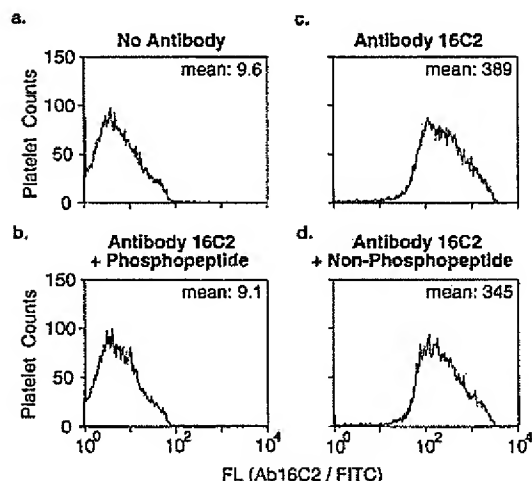 a.
No Antibody
mean: 9.6
Platelet Counts
150
100
50
0
c.
Antibody 16C2
mean: 389
b.
Antibody 16C2
+ Phosphopeptide
mean: 9.1
Platelet Counts
150
100
50
0
10⁰
10²
10⁴
d.
Antibody 16C2
+ Non-Phosphopeptide
mean: 345
10⁰
10²
10⁴
FL (Ab16C2 / FITC)